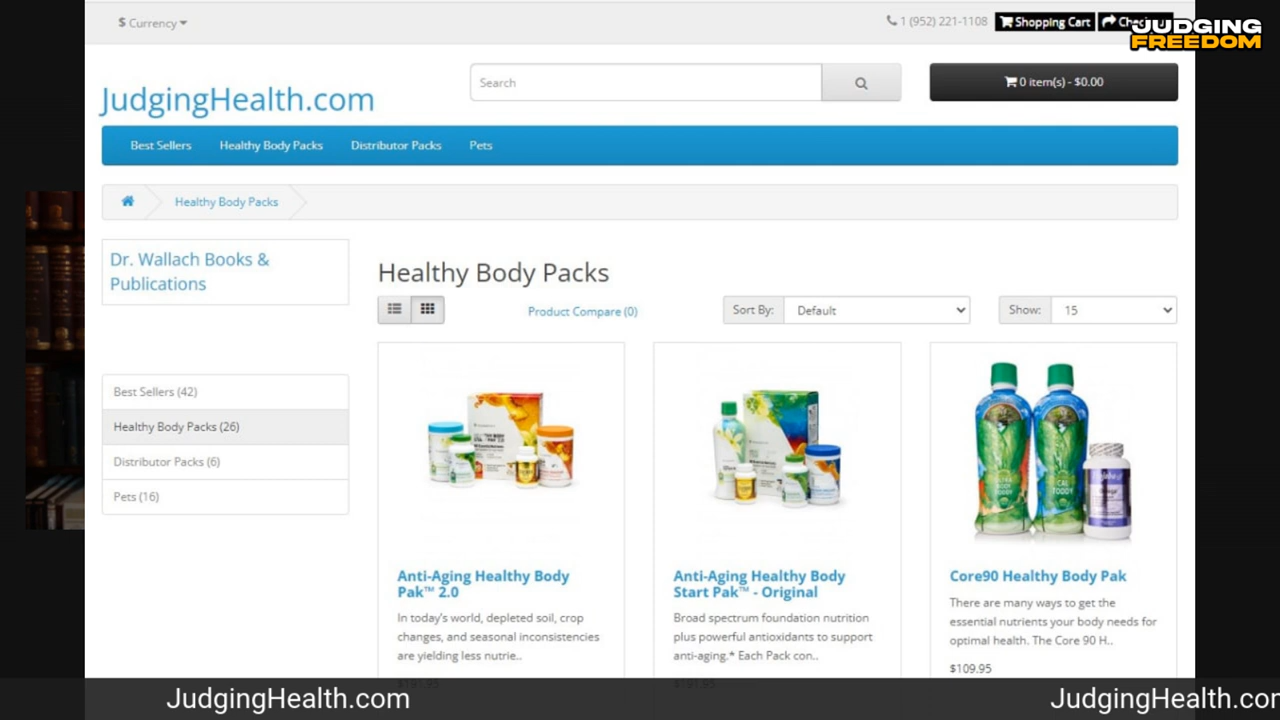 $ Currency
1 (952) 221-1108
Shopping Cart
JUDGING
FREEDOM
JudgingHealth.com
Search
0 item(s) - $0.00
Best Sellers
Healthy Body Packs
Distributor Packs
Pets
Healthy Body Packs
Dr. Wallach Books &
Publications
Healthy Body Packs
Product Compare (0)
Sort By:
Default
Show:
15
Best Sellers (42)
Healthy Body Packs (26)
Distributor Packs (6)
Pets (16)
Anti-Aging Healthy Body
Pak™ 2.0
In today's world, depleted soil, crop
changes, and seasonal inconsistencies
are yielding less nutrie..
Anti-Aging Healthy Body
Start Pak™ - Original
Broad spectrum foundation nutrition
plus powerful antioxidants to support
anti-aging.* Each Pack con..
Core90 Healthy Body Pak
There are many ways to get the
essential nutrients your body needs for
optimal health. The Core 90 H..
$109.95
JudgingHealth.com
JudgingHealth.com